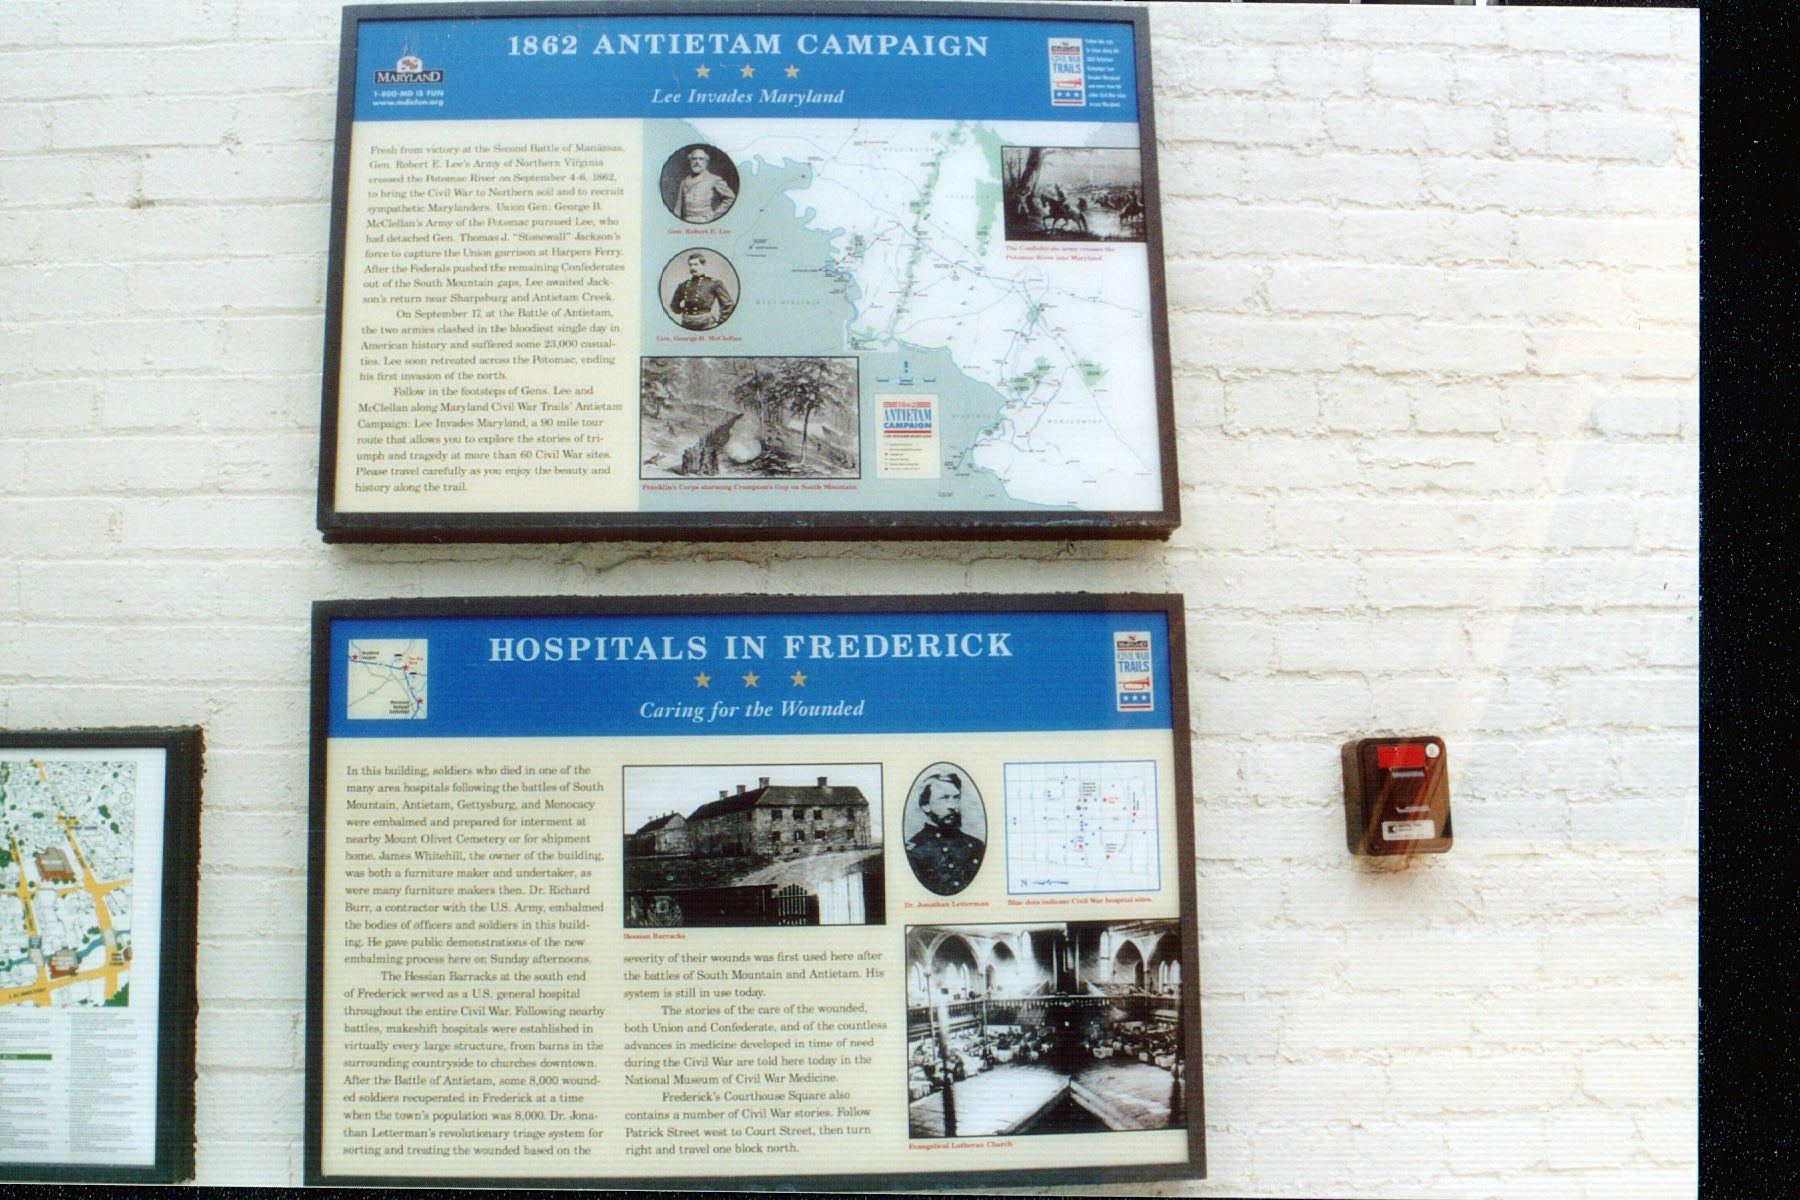 1862 ANTIETAM CAMPAIGN
Lee Invades Maryland
MARYLAND
1-800-MD IS FUN
www.mdisfun.org
CIVIL WAR
TRAILS
Fresh from victory at the Second Battle of Manassas,
Gen. Robert E. Lee's Army of Northern Virginia
crossed the Potomac River on September 4-6, 1862,
to bring the Civil War to Northern soil and to recruit
sympathetic Marylanders. Union Gen. George B.
McClellan's Army of the Potomac pursued Lee, who
had detached Gen. Thomas J. "Stonewall" Jackson's
force to capture the Union garrison at Harpers Ferry.
After the Federals pushed the remaining Confederates
out of the South Mountain gaps, Lee awaited Jack-
son's return near Sharpsburg and Antietam Creek.
On September 17, at the Battle of Antietam,
the two armies clashed in the bloodiest single day in
American history and suffered some 23,000 casual-
ties. Lee soon retreated across the Potomac, ending
his first invasion of the north.
Follow in the footsteps of Gens. Lee and
McClellan along Maryland Civil War Trails' Antietam
Campaign: Lee Invades Maryland, a 90 mile tour
route that allows you to explore the stories of tri-
umph and tragedy at more than 60 Civil War sites.
Please travel carefully as you enjoy the beauty and
history along the trail.
Gen. Robert E. Lee
Gen. George B. McClellan
The Confederate army crosses the
Potomac River into Maryland.
Franklin's Corps storming Crampton's Gap on South Mountain
1862
ANTIETAM
CAMPAIGN
LEE INVADES MARYLAND
HOSPITALS IN FREDERICK
Caring for the Wounded
MARYLAND
CIVIL WAR
TRAILS
In this building, soldiers who died in one of the
many area hospitals following the battles of South
Mountain, Antietam, Gettysburg, and Monocacy
were embalmed and prepared for interment at
nearby Mount Olivet Cemetery or for shipment
home. James Whitehill, the owner of the building,
was both a furniture maker and undertaker, as
were many furniture makers then. Dr. Richard
Burr, a contractor with the U.S. Army, embalmed
the bodies of officers and soldiers in this build-
ing. He gave public demonstrations of the new
embalming process here on Sunday afternoons.
The Hessian Barracks at the south end
of Frederick served as a U.S. general hospital
throughout the entire Civil War. Following nearby
battles, makeshift hospitals were established in
virtually every large structure, from barns in the
surrounding countryside to churches downtown.
After the Battle of Antietam, some 8,000 wound-
ed soldiers recuperated in Frederick at a time
when the town's population was 8,000. Dr. Jona-
than Letterman's revolutionary triage system for
sorting and treating the wounded based on the
Hessian Barracks
severity of their wounds was first used here after
the battles of South Mountain and Antietam. His
system is still in use today.
The stories of the care of the wounded,
both Union and Confederate, and of the countless
advances in medicine developed in time of need
during the Civil War are told here today in the
National Museum of Civil War Medicine.
Frederick's Courthouse Square also
contains a number of Civil War stories. Follow
Patrick Street west to Court Street, then turn
right and travel one block north.
Dr. Jonathan Letterman
N
Blue dots indicate Civil War hospital sites.
Evangelical Lutheran Church